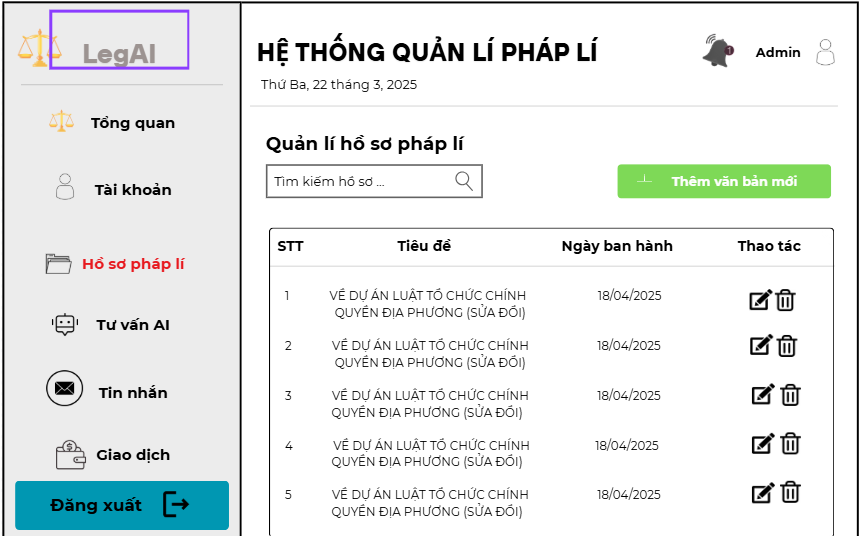 LegAI
HỆ THỐNG QUẢN LÍ PHÁP LÍ
1
Admin
Thứ Ba, 22 tháng 3, 2025
Tổng quan
Tài khoản
Hồ sơ pháp lí
Tư vấn AI
Tin nhắn
Giao dịch
Đăng xuất
Quản lí hồ sơ pháp lí
Tìm kiếm hồ sơ ...
Thêm văn bản mới
STT Tiêu đề Ngày ban hành Thao tác
1 VỀ DỰ ÁN LUẬT TỔ CHỨC CHÍNH 18/04/2025
QUYỀN ĐỊA PHƯƠNG (SỬA ĐỔI)
2 VỀ DỰ ÁN LUẬT TỔ CHỨC CHÍNH 18/04/2025
QUYỀN ĐỊA PHƯƠNG (SỬA ĐỔI)
3 VỀ DỰ ÁN LUẬT TỔ CHỨC CHÍNH 18/04/2025
QUYỀN ĐỊA PHƯƠNG (SỬA ĐỔI)
4 VỀ DỰ ÁN LUẬT TỔ CHỨC CHÍNH 18/04/2025
QUYỀN ĐỊA PHƯƠNG (SỬA ĐỔI)
5 VỀ DỰ ÁN LUẬT TỔ CHỨC CHÍNH 18/04/2025
QUYỀN ĐỊA PHƯƠNG (SỬA ĐỔI)